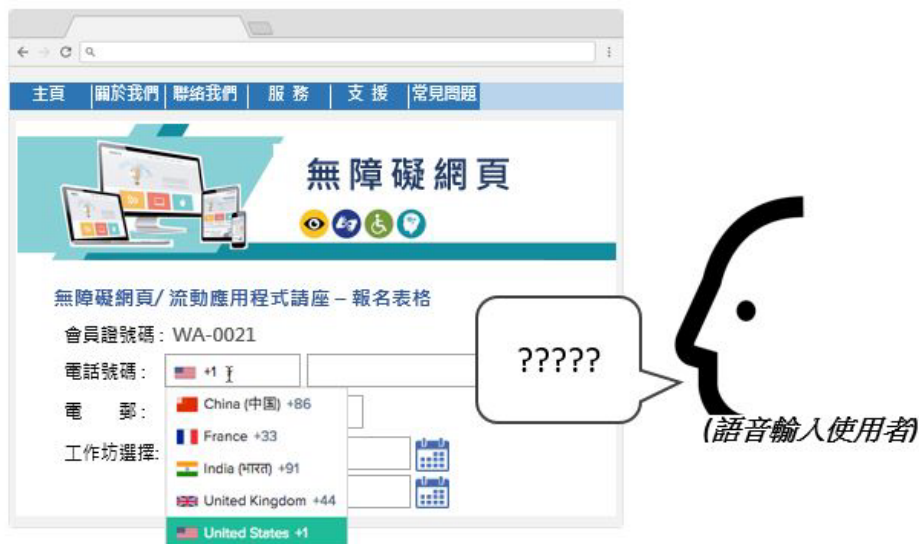 主頁 關於我們 聯絡我們 服務 支援 常見問題
無障礙網頁
無障礙網頁/ 流動應用程式講座 – 報名表格
會員證號碼 : WA-0021
電話號碼 : +1
China (中国) +86
電 郵 :
France +33
工作坊選擇:
India (भारत) +91
United Kingdom +44
United States +1
?????
(語音輸入使用者)